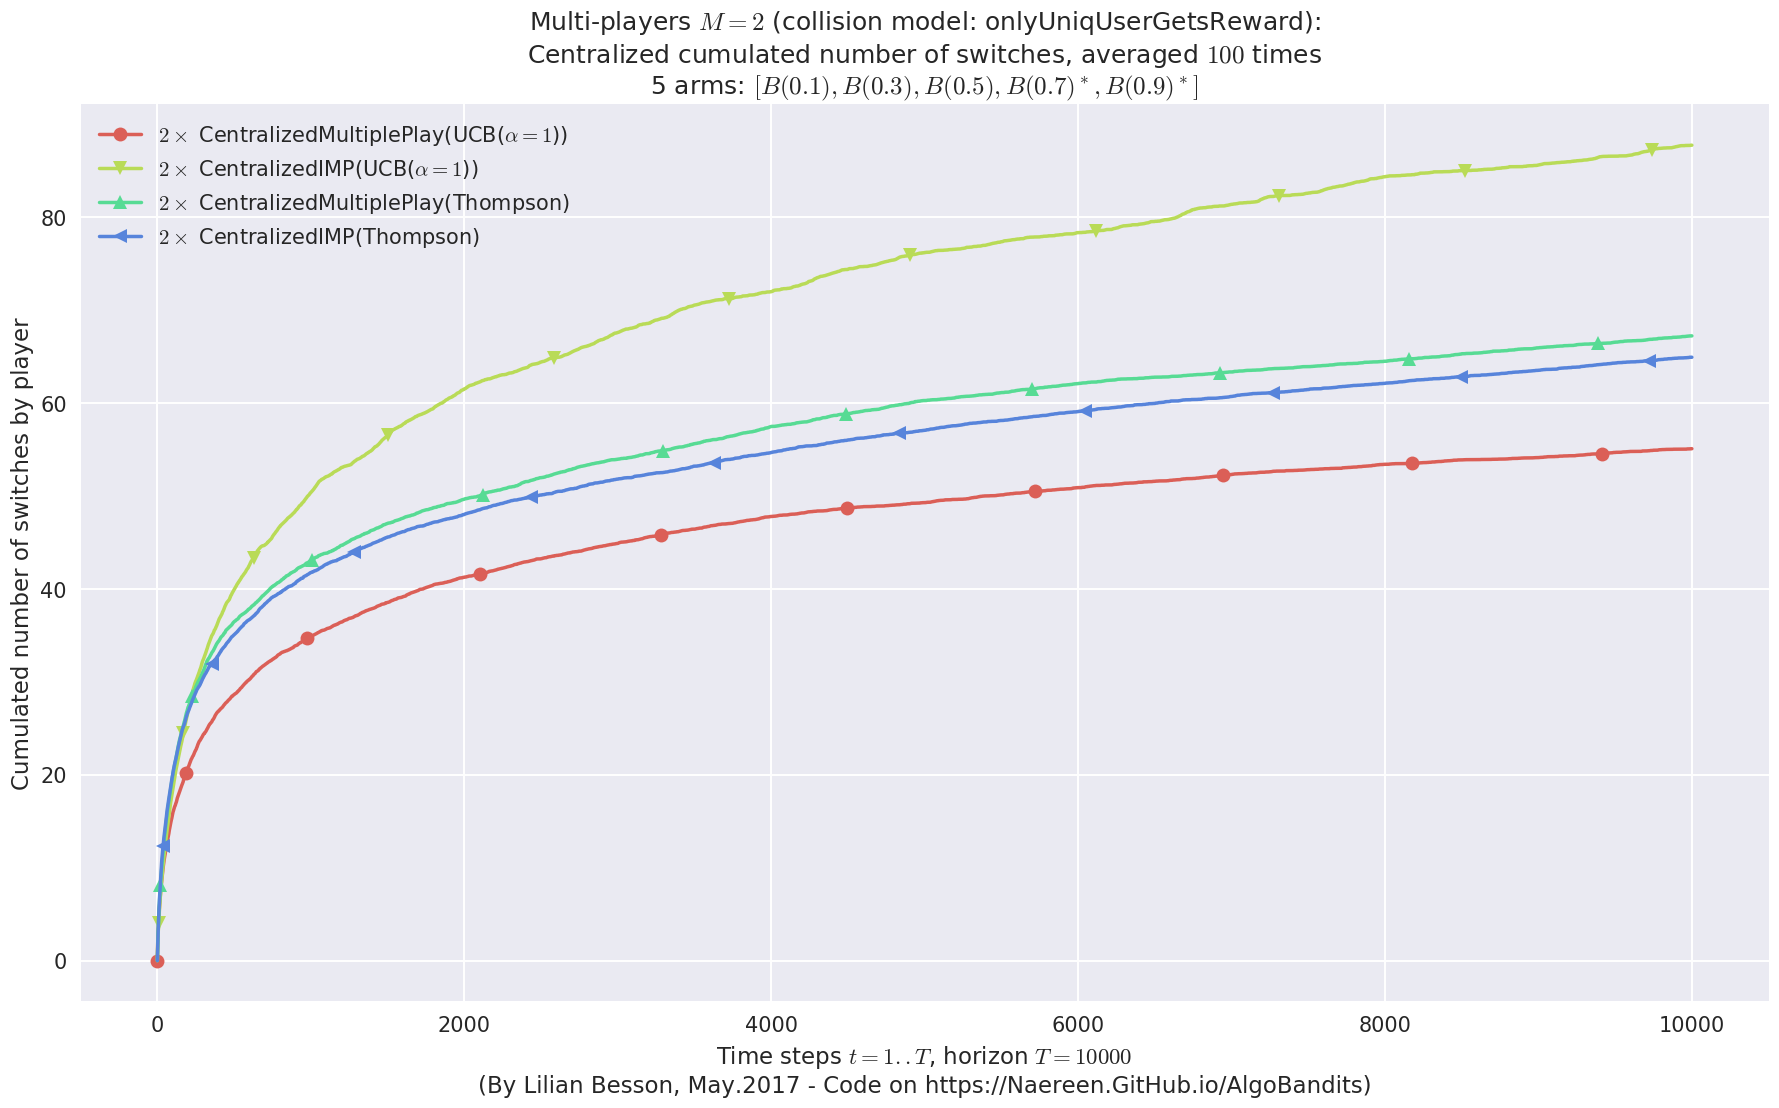 Multi-players M = 2 (collision model: onlyUniqUserGetsReward):
Centralized cumulated number of switches, averaged 100 times
5 arms: [B(0.1), B(0.3), B(0.5), B(0.7)*, B(0.9)*]
2× CentralizedMultiplePlay(UCB(α = 1))
2× CentralizedIMP(UCB(α = 1))
2× CentralizedMultiplePlay(Thompson)
2× CentralizedIMP(Thompson)
Cumulated number of switches by player
80
60
40
20
0
0 2000 4000 6000 8000 10000
Time steps t = 1..T, horizon T = 10000
(By Lilian Besson, May.2017 - Code on https://Naereen.GitHub.io/AlgoBandits)